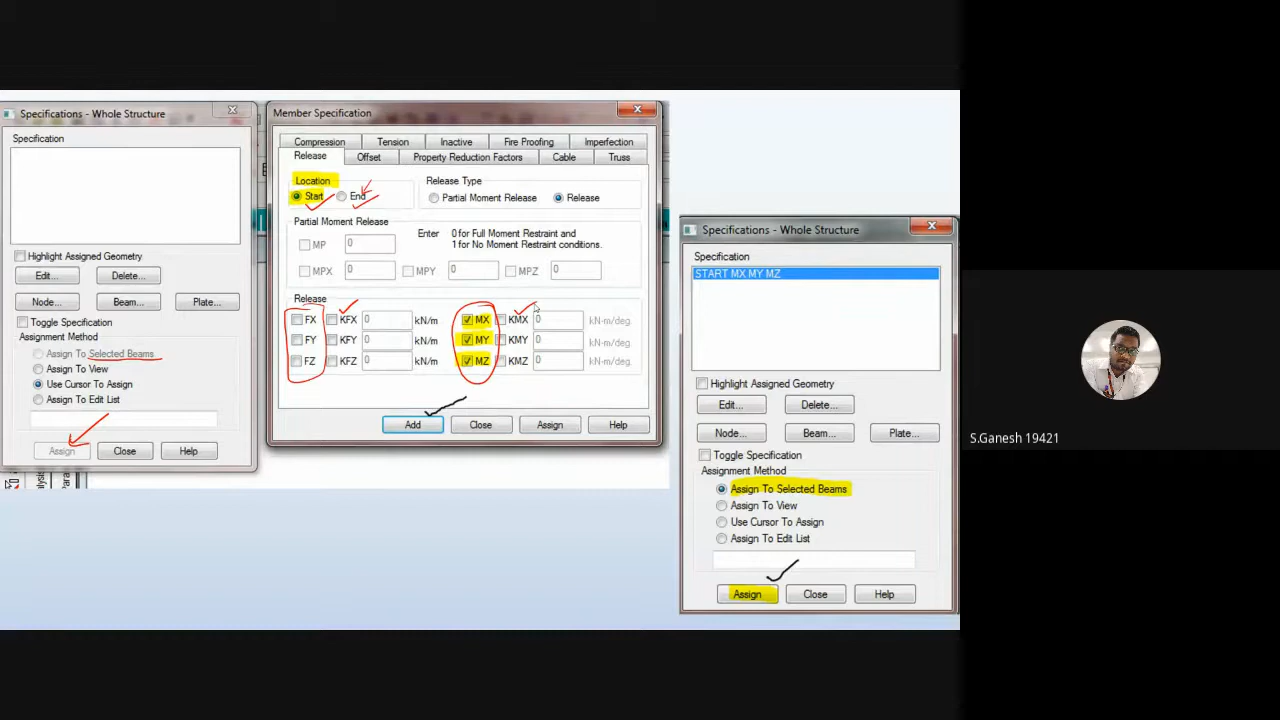 Specifications - Whole Structure
Specification
Highlight Assigned Geometry
Edit...
Delete...
Node...
Beam...
Plate...
Toggle Specification
Assignment Method
Assign To Selected Beams
Assign To View
Use Cursor To Assign
Assign To Edit List
Assign
Close
Help
Member Specification
Compression
Tension
Inactive
Fire Proofing
Imperfection
Release
Offset
Property Reduction Factors
Cable
Truss
Location
Start
End
Release Type
Partial Moment Release
Release
Partial Moment Release
MP
0
Enter
0 for Full Moment Restraint and
1 for No Moment Restraint conditions.
MPX
0
MPY
0
MPZ
0
Release
FX
KFX
0
kN/m
MX
KMX
0
kN-m/deg.
FY
KFY
0
kN/m
MY
KMY
0
kN-m/deg.
FZ
KFZ
0
kN/m
MZ
KMZ
0
kN-m/deg.
Add
Close
Assign
Help
Specifications - Whole Structure
Specification
START MX MY MZ
Highlight Assigned Geometry
Edit...
Delete...
Node...
Beam...
Plate...
Toggle Specification
Assignment Method
Assign To Selected Beams
Assign To View
Use Cursor To Assign
Assign To Edit List
Assign
Close
Help
S.Ganesh 19421